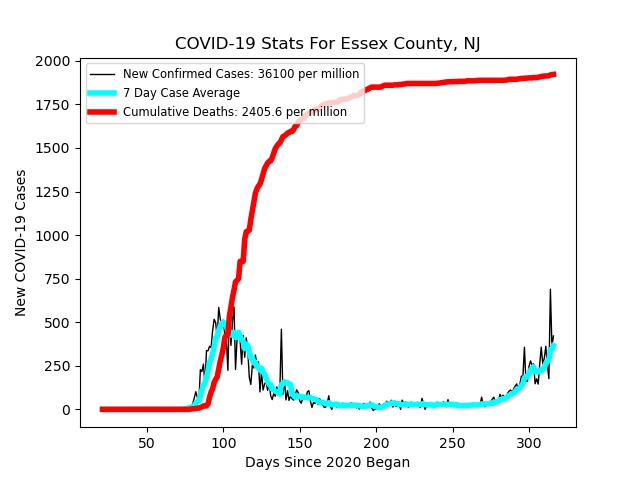 COVID-19 Stats For Essex County, NJ
New Confirmed Cases: 36100 per million
7 Day Case Average
Cumulative Deaths: 2405.6 per million
New COVID-19 Cases
2000
1750
1500
1250
1000
750
500
250
0
50 100 150 200 250 300
Days Since 2020 Began